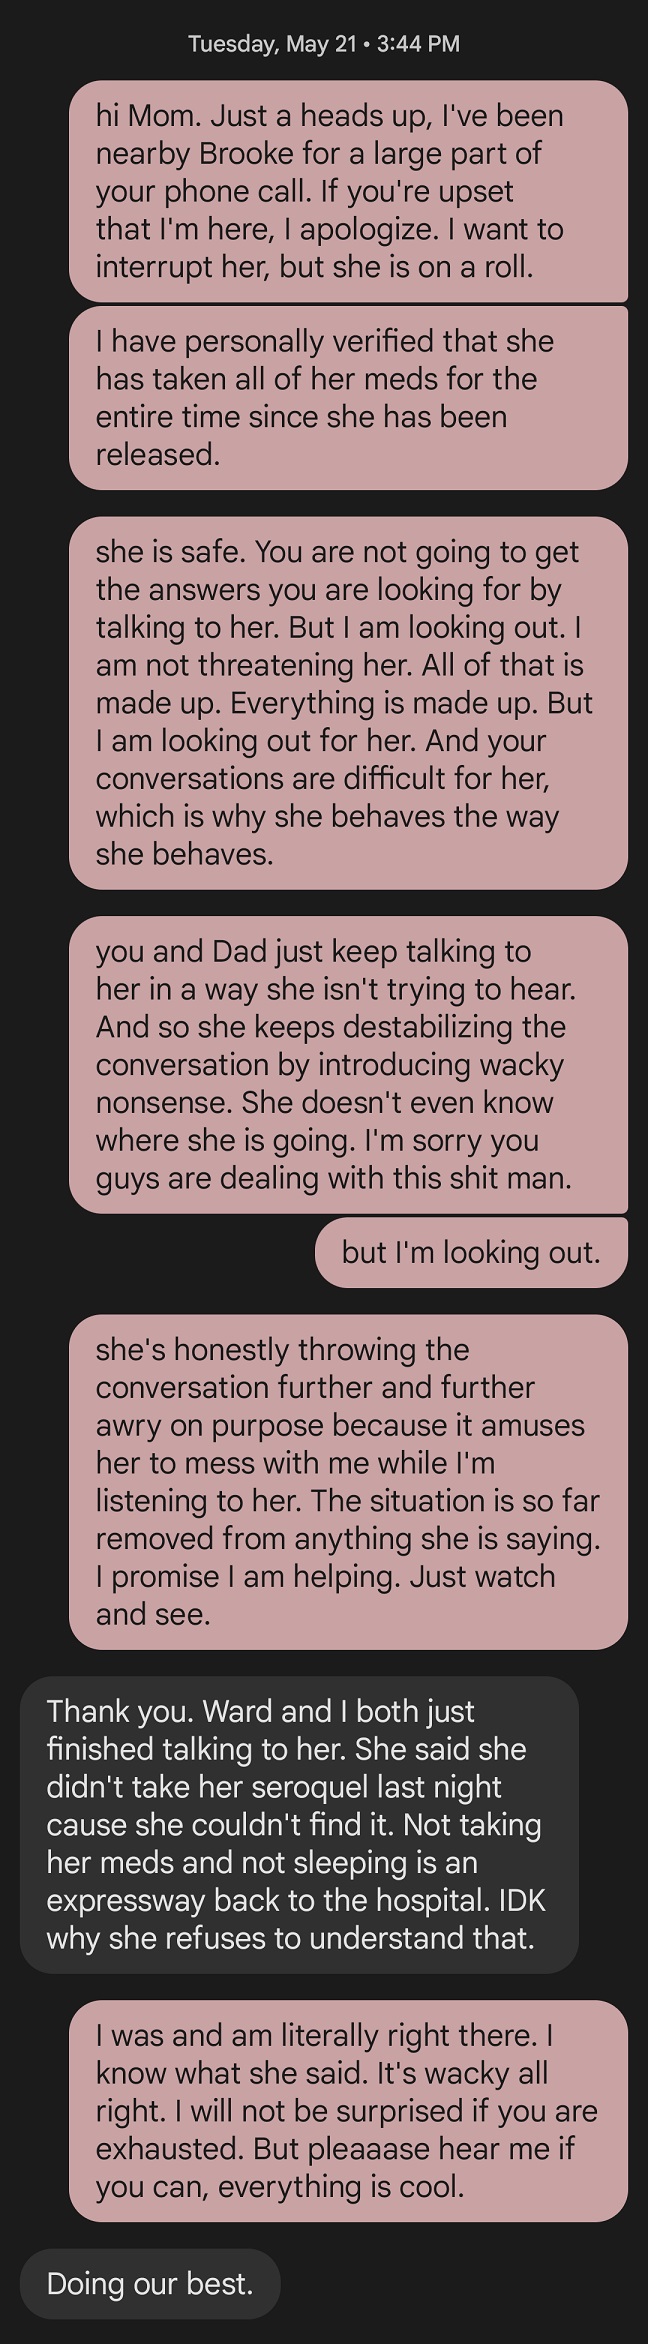 Tuesday, May 21 • 3:44 PM
hi Mom. Just a heads up, I've been
nearby Brooke for a large part of
your phone call. If you're upset
that I'm here, I apologize. I want to
interrupt her, but she is on a roll.
I have personally verified that she
has taken all of her meds for the
entire time since she has been
released.
she is safe. You are not going to get
the answers you are looking for by
talking to her. But I am looking out. I
am not threatening her. All of that is
made up. Everything is made up. But
I am looking out for her. And your
conversations are difficult for her,
which is why she behaves the way
she behaves.
you and Dad just keep talking to
her in a way she isn't trying to hear.
And so she keeps destabilizing the
conversation by introducing wacky
nonsense. She doesn't even know
where she is going. I'm sorry you
guys are dealing with this shit man.
but I'm looking out.
she's honestly throwing the
conversation further and further
awry on purpose because it amuses
her to mess with me while I'm
listening to her. The situation is so far
removed from anything she is saying.
I promise I am helping. Just watch
and see.
Thank you. Ward and I both just
finished talking to her. She said she
didn't take her seroquel last night
cause she couldn't find it. Not taking
her meds and not sleeping is an
expressway back to the hospital. IDK
why she refuses to understand that.
I was and am literally right there. I
know what she said. It's wacky all
right. I will not be surprised if you are
exhausted. But pleaaase hear me if
you can, everything is cool.
Doing our best.